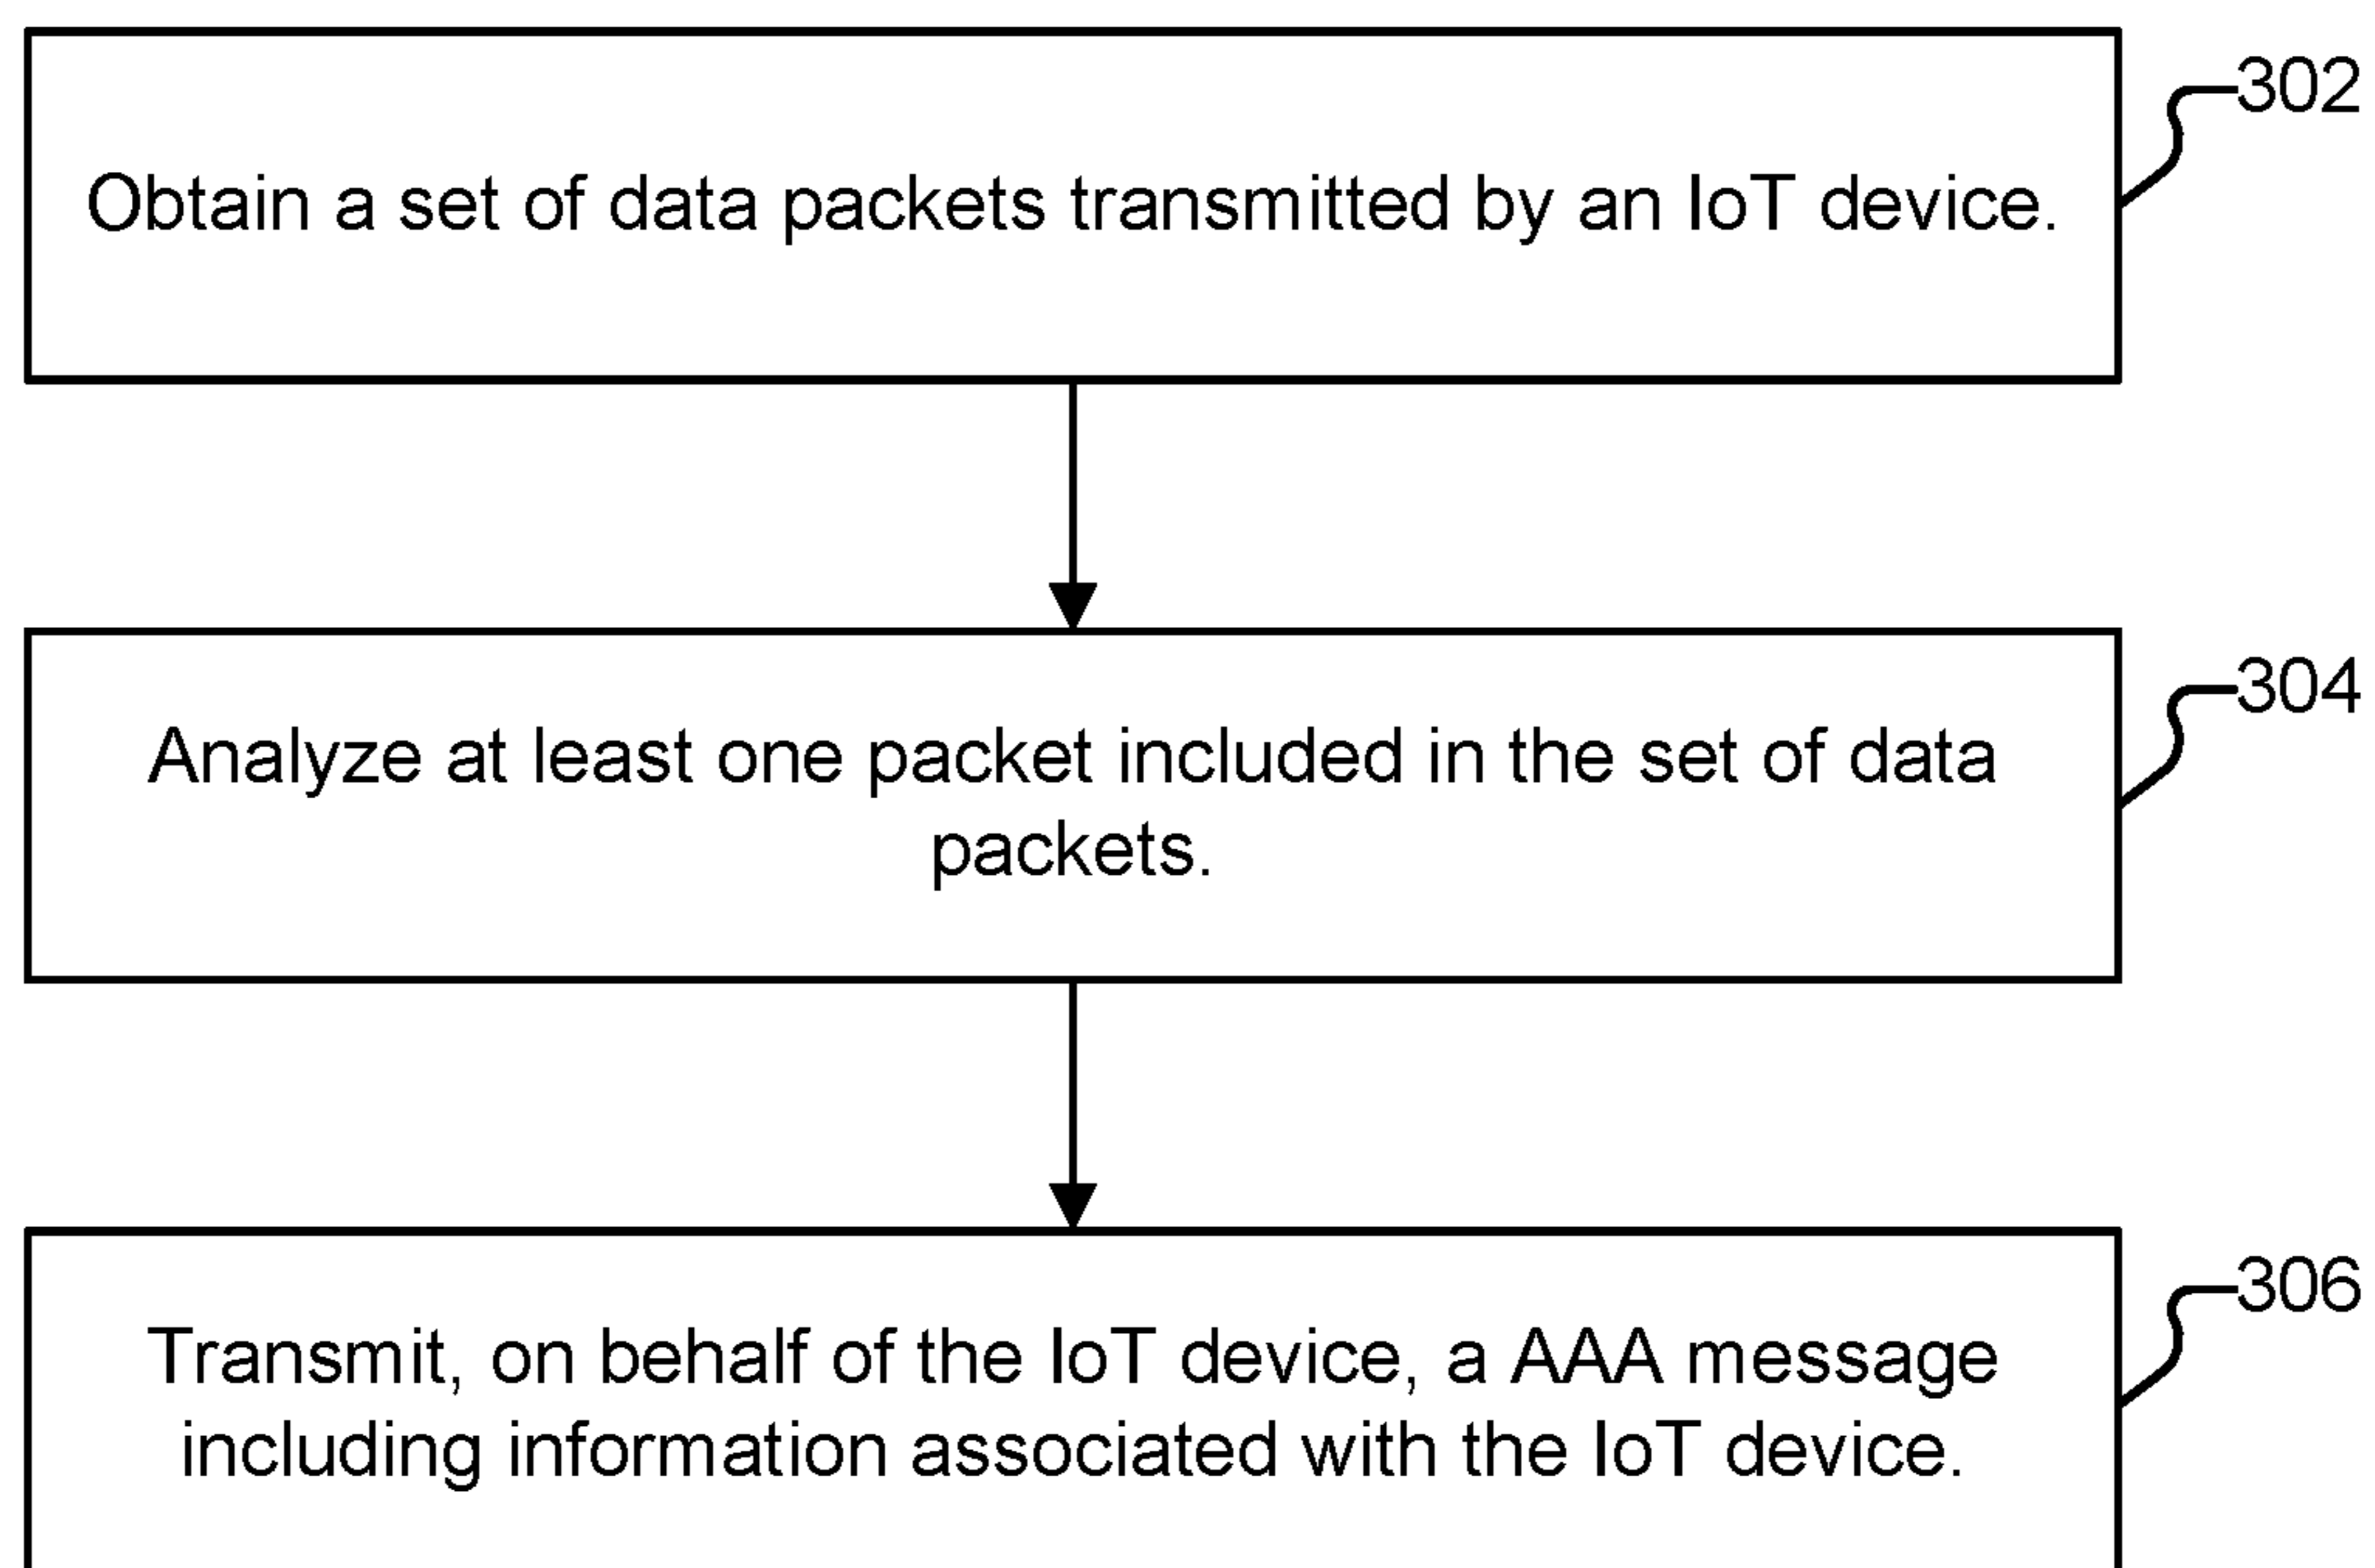 302
Obtain a set of data packets transmitted by an IoT device.
304
Analyze at least one packet included in the set of data
packets.
306
Transmit, on behalf of the IoT device, a AAA message
including information associated with the IoT device.